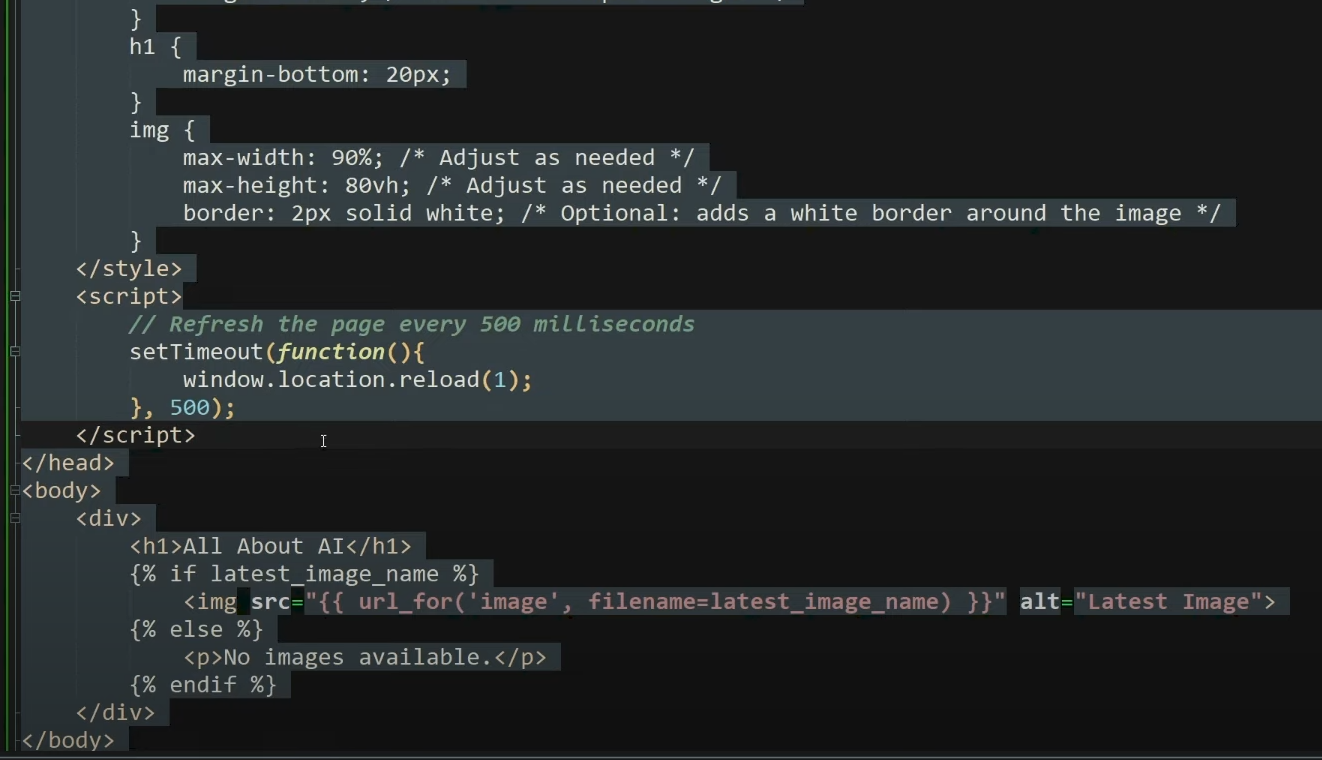 }
h1 {
margin-bottom: 20px;
}
img {
max-width: 90%; /* Adjust as needed */
max-height: 80vh; /* Adjust as needed */
border: 2px solid white; /* Optional: adds a white border around the image */
}
</style>
<script>
// Refresh the page every 500 milliseconds
setTimeout(function(){
window.location.reload(1);
}, 500);
</script>
</head>
<body>
<div>
<h1>All About AI</h1>
{% if latest_image_name %}
<img src="{{ url_for('image', filename=latest_image_name) }}" alt="Latest Image">
{% else %}
<p>No images available.</p>
{% endif %}
</div>
</body>